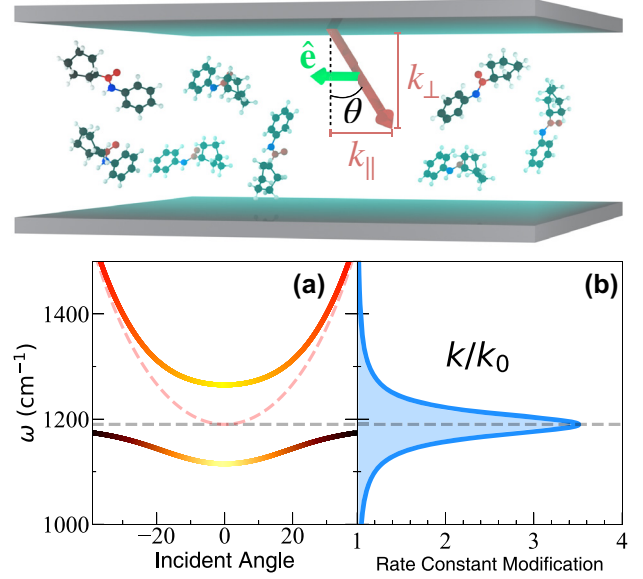 ê
θ
k⊥
k∥
(a)
(b)
1400
1200
1000
ω (cm⁻¹)
k/k₀
−20
0
20
1
2
3
4
Incident Angle
Rate Constant Modification